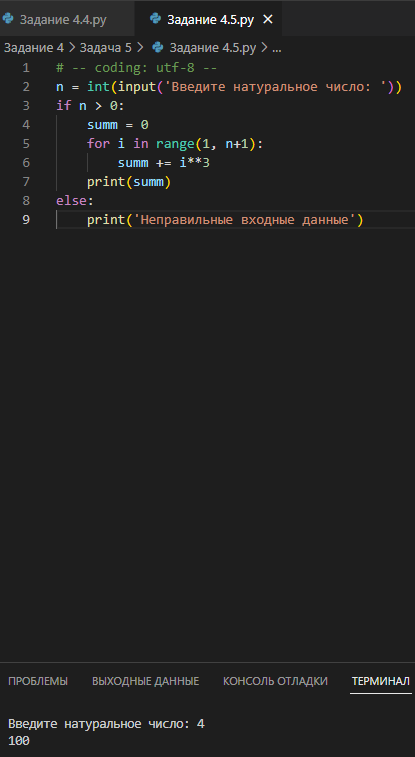 Задание 4.4.py Задание 4.5.py ×
Задание 4 > Задача 5 > Задание 4.5.py > ...
1 # -- coding: utf-8 --
2 n = int(input('Введите натуральное число: '))
3 if n > 0:
4     summ = 0
5     for i in range(1, n+1):
6         summ += i**3
7     print(summ)
8 else:
9     print('Неправильные входные данные')
ПРОБЛЕМЫ ВЫХОДНЫЕ ДАННЫЕ КОНСОЛЬ ОТЛАДКИ ТЕРМИНАЛ
Введите натуральное число: 4
100